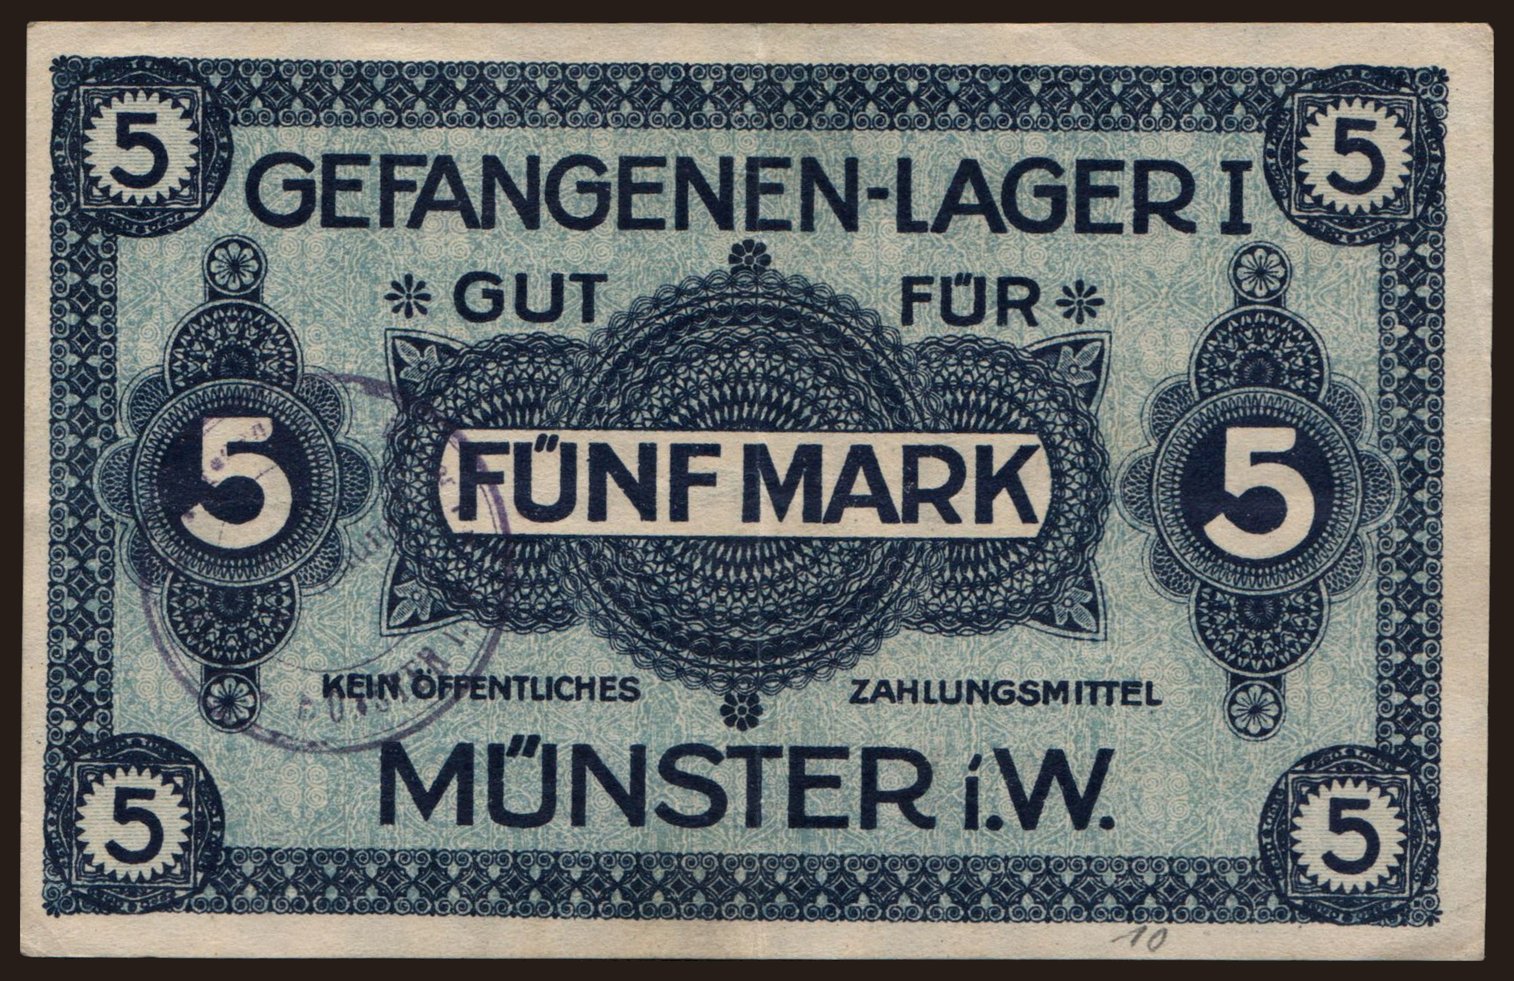 5 5
GEFANGENEN-LAGER I
GUT FÜR
5 FÜNF MARK 5
KEIN ÖFFENTLICHES ZAHLUNGSMITTEL
MÜNSTER i.W.
5 5
10